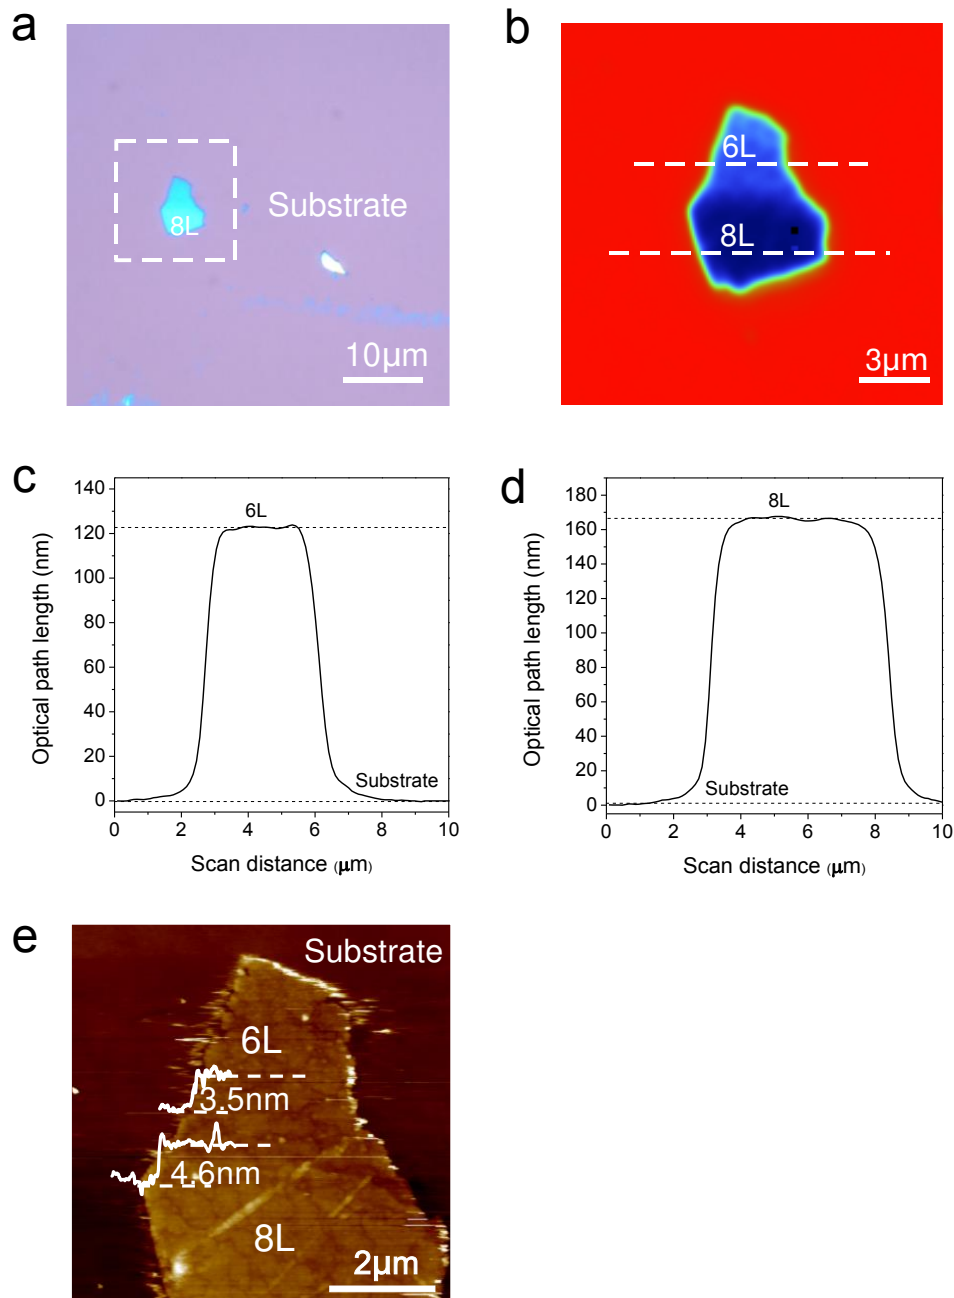 a
8L
Substrate
10μm
b
6L
8L
3μm
c
140
120
100
80
60
40
20
0
0 2 4 6 8 10
Optical path length (nm)
Scan distance (μm)
6L
Substrate
d
180
160
140
120
100
80
60
40
20
0
0 2 4 6 8 10
Optical path length (nm)
Scan distance (μm)
8L
Substrate
e
Substrate
6L
3.5nm
4.6nm
8L
2μm